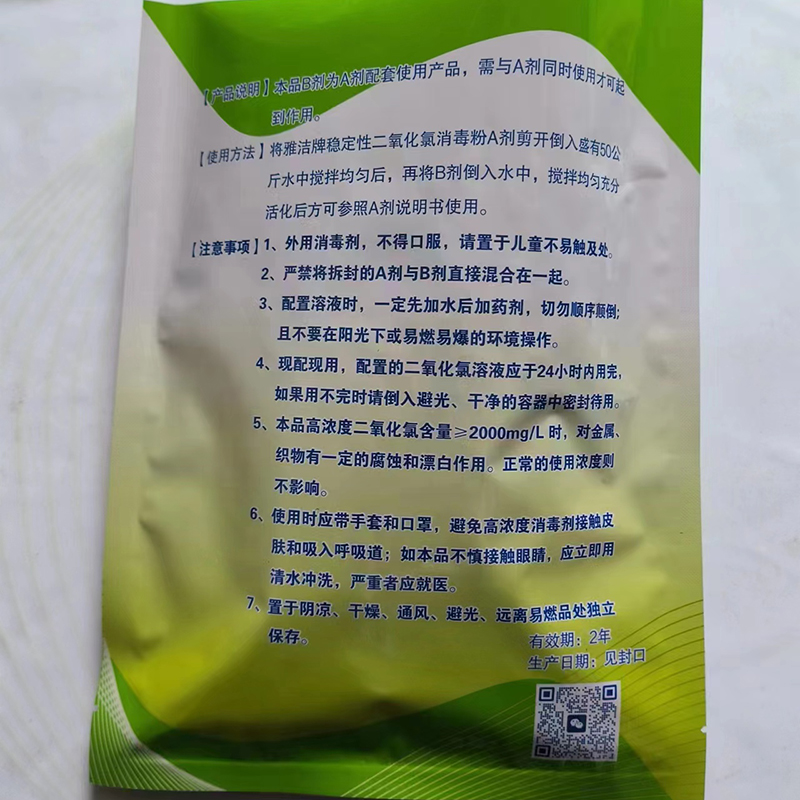 【产品说明】本品B剂为A剂配套使用产品，需与A剂同时使用才可起
到作用。
【使用方法】将雅洁牌稳定性二氧化氯消毒粉A剂剪开倒入盛有50公
斤水中搅拌均匀后，再将B剂倒入水中，搅拌均匀充分
活化后方可参照A剂说明书使用。
【注意事项】1、外用消毒剂，不得口服，请置于儿童不易触及处。
2、严禁将拆封的A剂与B剂直接混合在一起。
3、配置溶液时，一定先加水后加药剂，切勿顺序颠倒；
且不要在阳光下或易燃易爆的环境操作。
4、现配现用，配置的二氧化氯溶液应于24小时内用完，
如果用不完时请倒入避光、干净的容器中密封待用。
5、本品高浓度二氧化氯含量≥2000mg/L时，对金属、
织物有一定的腐蚀和漂白作用。正常的使用浓度则
不影响。
6、使用时应带手套和口罩，避免高浓度消毒剂接触皮
肤和吸入呼吸道；如本品不慎接触眼睛，应立即用
清水冲洗，严重者应就医。
7、置于阴凉、干燥、通风、避光、远离易燃品处独立
保存。
有效期：2年
生产日期：见封口